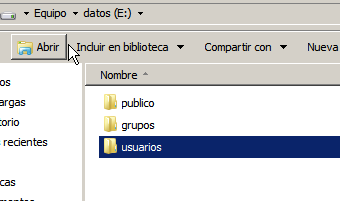 Equipo ▸ datos (E:) ▸
Abrir Incluir en biblioteca Compartir con Nueva
Nombre
os
publico
argas
grupos
torio
s recientes
usuarios
cas